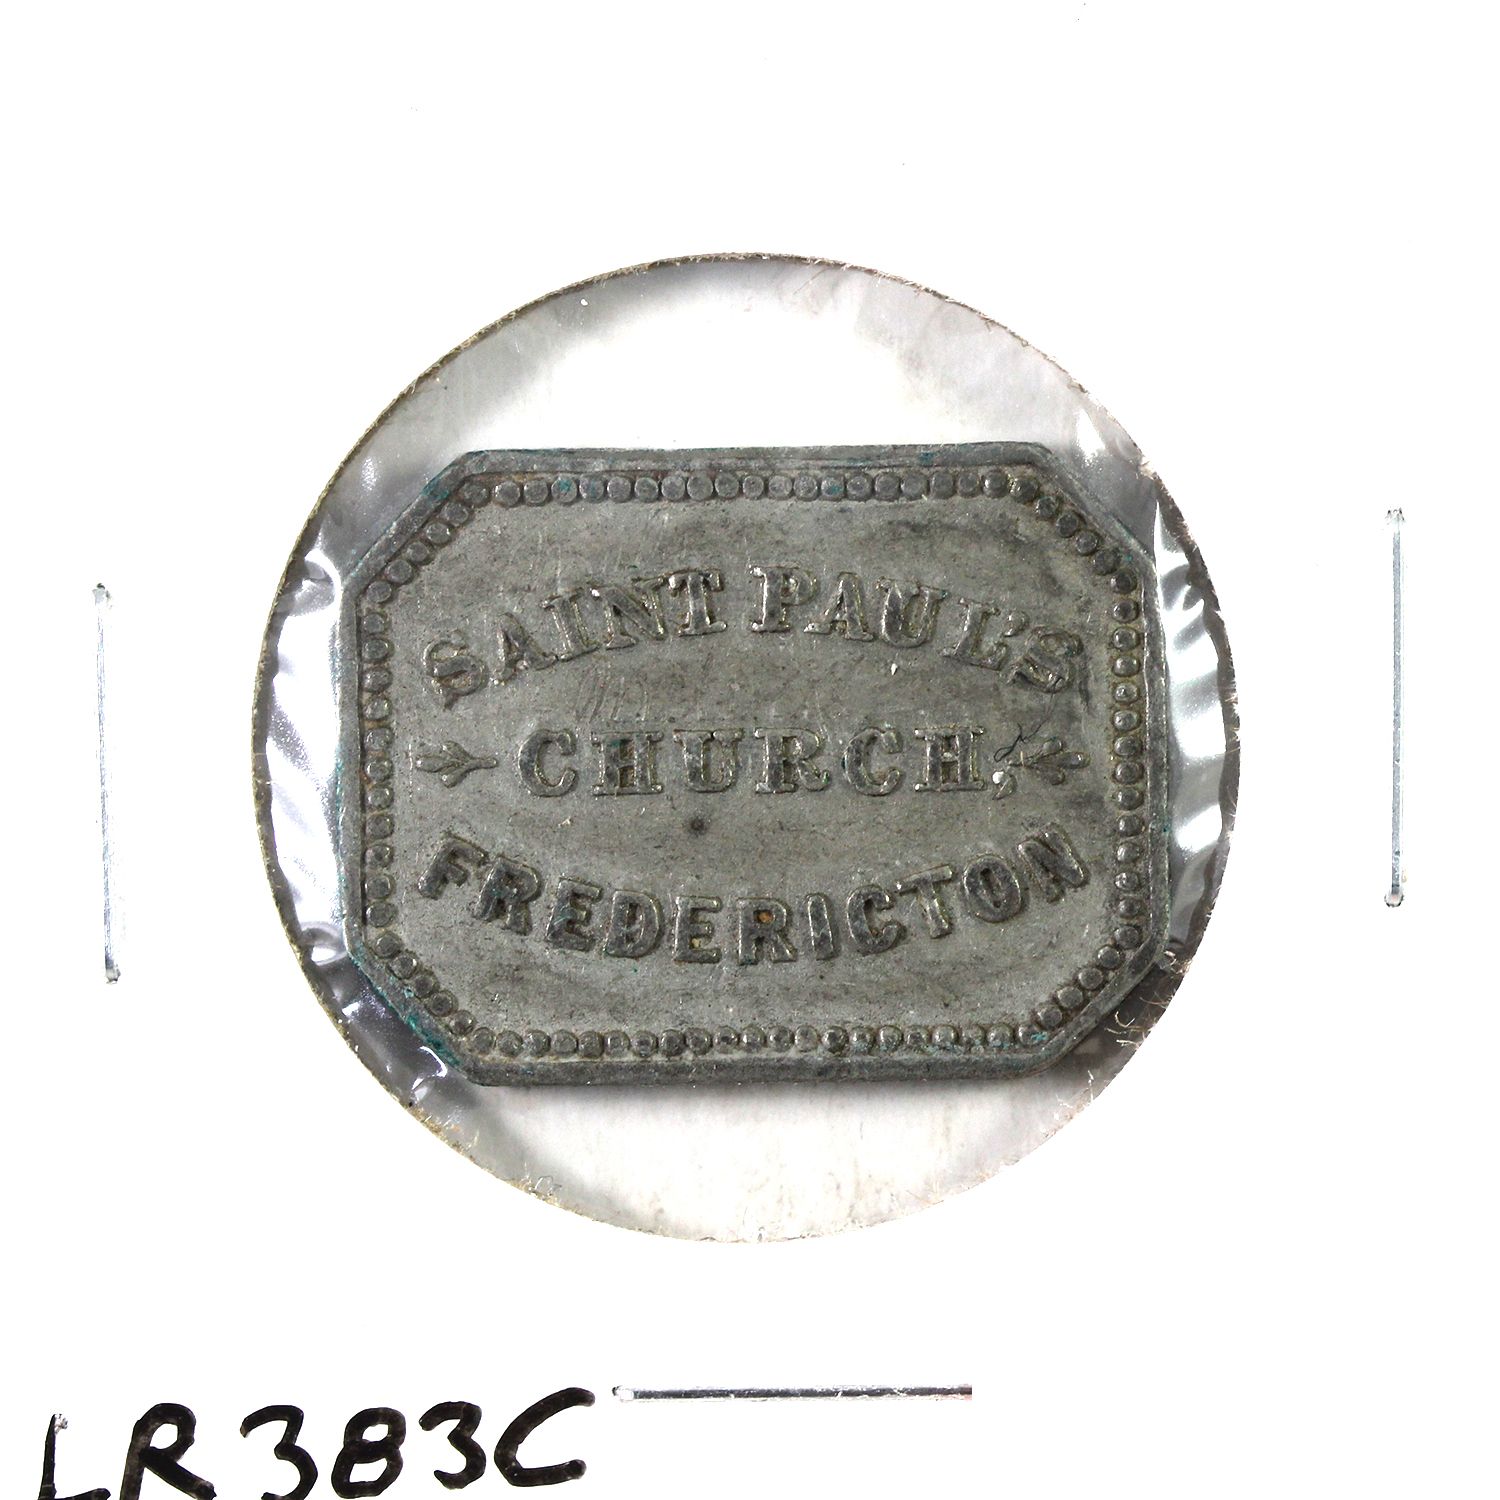 SAINT PAUL'S
CHURCH,
FREDERICTON
LR383C